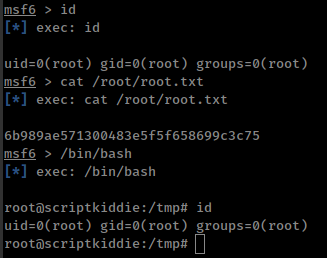 msf6 > id
[*] exec: id

uid=0(root) gid=0(root) groups=0(root)
msf6 > cat /root/root.txt
[*] exec: cat /root/root.txt

6b989ae571300483e5f5f658699c3c75
msf6 > /bin/bash
[*] exec: /bin/bash

root@scriptkiddie:/tmp# id
uid=0(root) gid=0(root) groups=0(root)
root@scriptkiddie:/tmp#